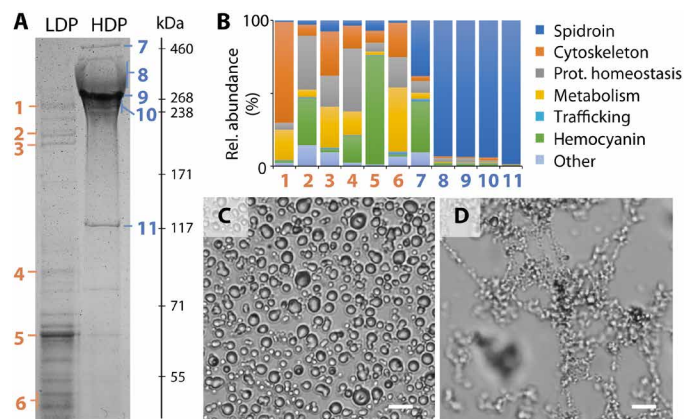 A
LDP HDP kDa
7 460
8
9 268
10 238
1
2
3
171
11 117
4
71
5
55
6
B
Rel. abundance
(%)
100
0
1 2 3 4 5 6 7 8 9 10 11
Spidroin
Cytoskeleton
Prot. homeostasis
Metabolism
Trafficking
Hemocyanin
Other
C
D